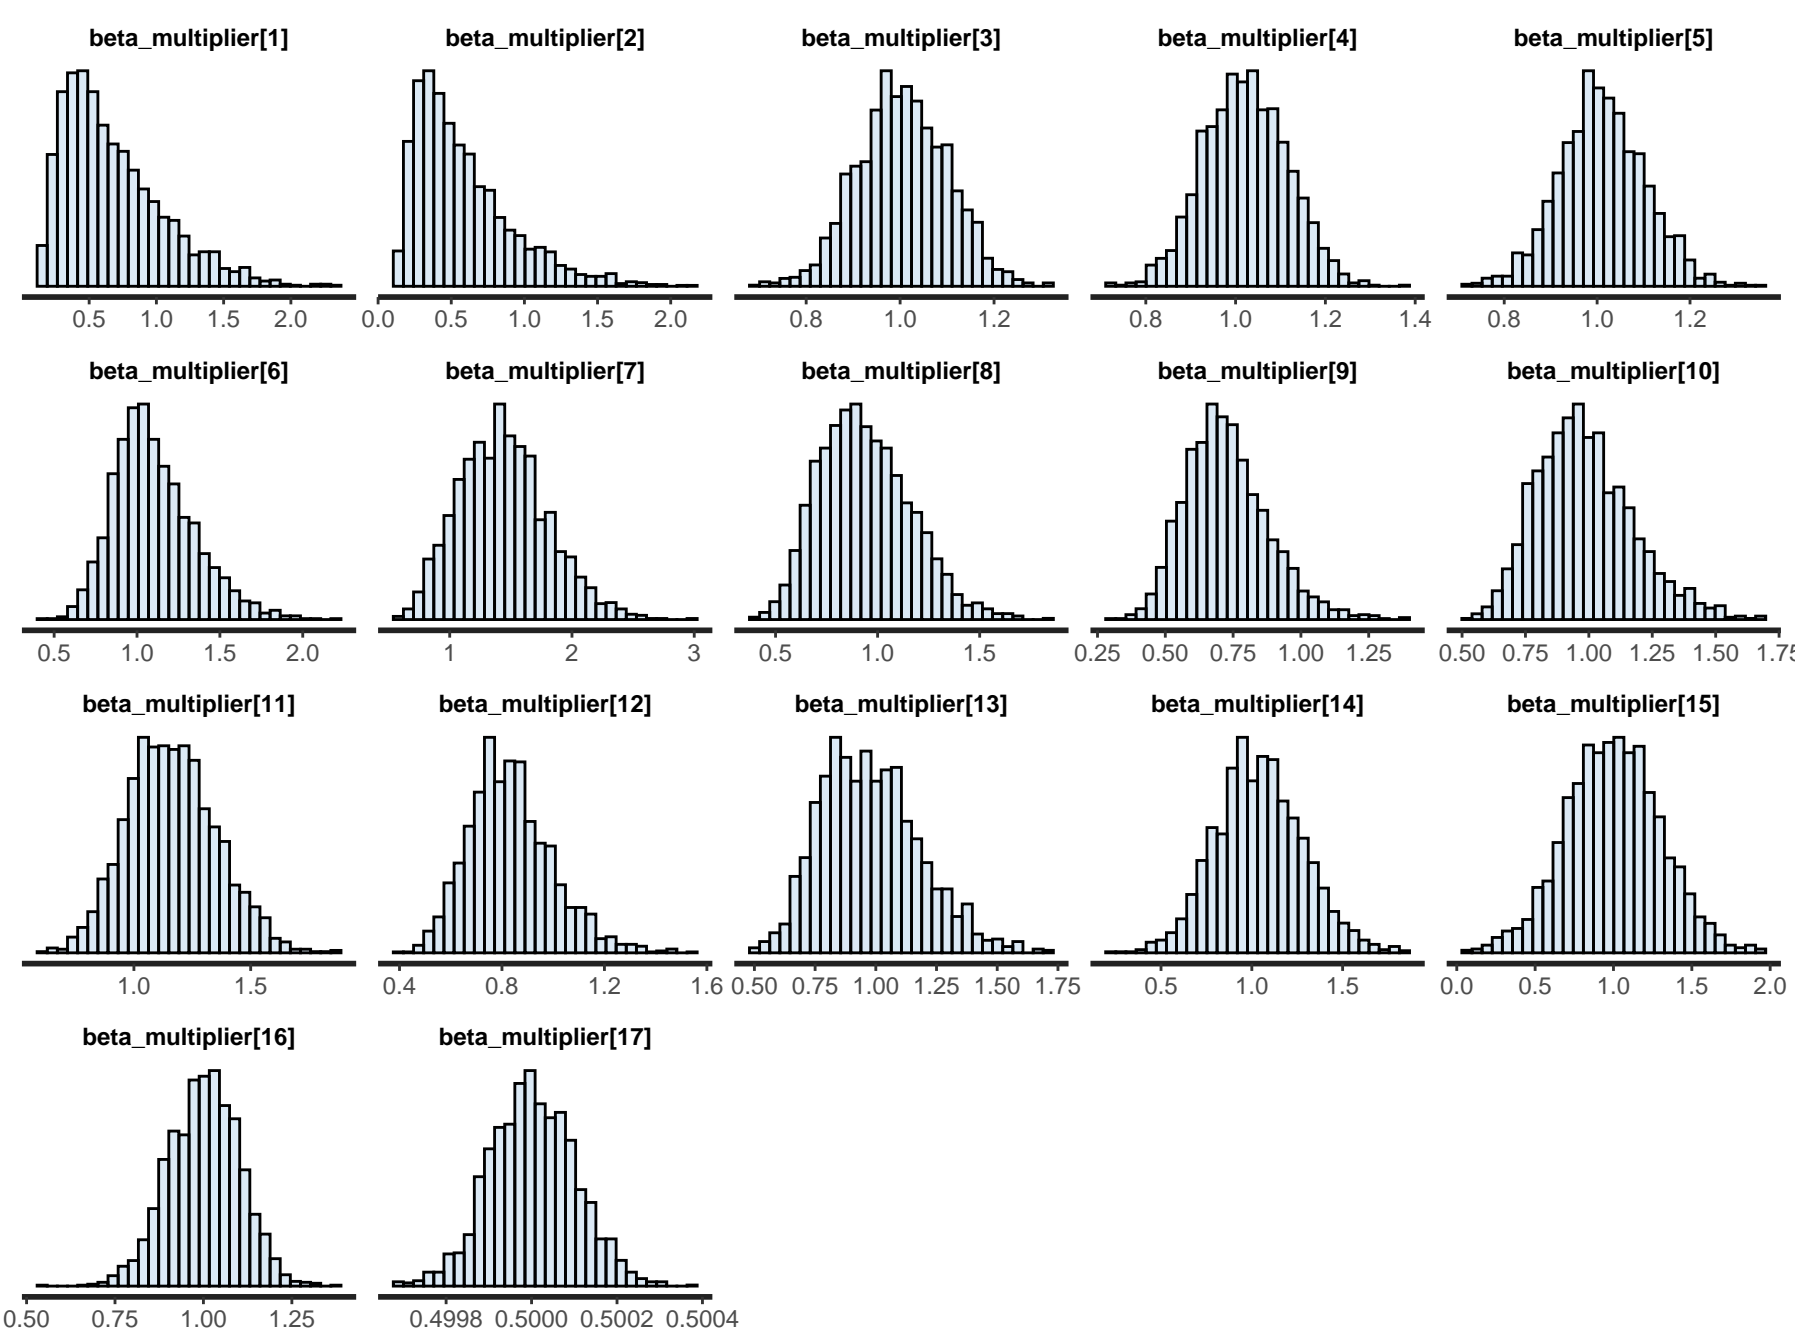 beta_multiplier[1] beta_multiplier[2] beta_multiplier[3] beta_multiplier[4] beta_multiplier[5]
0.5 1.0 1.5 2.0 0.0 0.5 1.0 1.5 2.0 0.8 1.0 1.2 0.8 1.0 1.2 1.4 0.8 1.0 1.2
beta_multiplier[6] beta_multiplier[7] beta_multiplier[8] beta_multiplier[9] beta_multiplier[10]
0.5 1.0 1.5 2.0 1 2 3 0.5 1.0 1.5 0.25 0.50 0.75 1.00 1.25 0.50 0.75 1.00 1.25 1.50 1.75
beta_multiplier[11] beta_multiplier[12] beta_multiplier[13] beta_multiplier[14] beta_multiplier[15]
1.0 1.5 0.4 0.8 1.2 1.6 0.50 0.75 1.00 1.25 1.50 1.75 0.5 1.0 1.5 0.0 0.5 1.0 1.5 2.0
beta_multiplier[16] beta_multiplier[17]
0.50 0.75 1.00 1.25 0.4998 0.5000 0.5002 0.5004